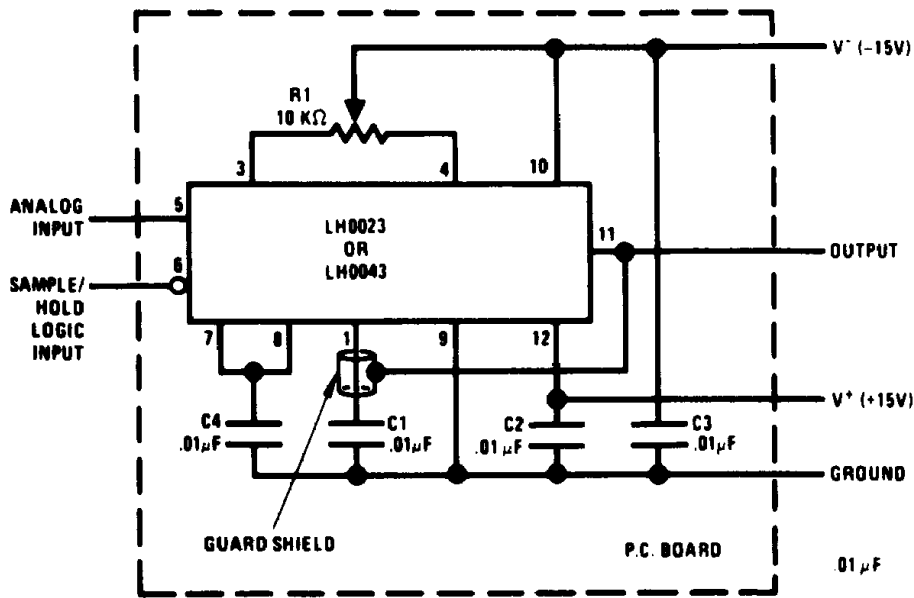 V⁻ (−15V)
R1
10 KΩ
3
4
10
ANALOG
INPUT
5
LH0023
OR
LH0043
11
OUTPUT
6
SAMPLE/
HOLD
LOGIC
INPUT
7
8
1
9
12
V⁺ (+15V)
C4
.01μF
C1
.01μF
C2
.01μF
C3
.01μF
GROUND
GUARD SHIELD
P.C. BOARD
.01μF